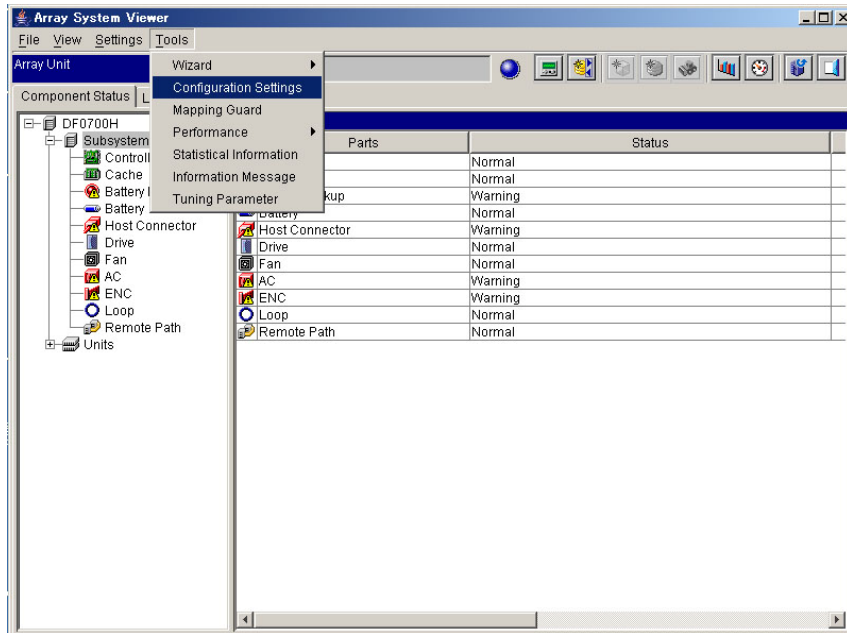 Array System Viewer
File View Settings Tools
Array Unit
Wizard
Configuration Settings
Mapping Guard
Performance
Statistical Information
Information Message
Tuning Parameter
Component Status
DF0700H
Subsystem
Controll
Cache
Battery
Battery
Host Connector
Drive
Fan
AC
ENC
Loop
Remote Path
Units
Parts Status
Normal
Normal
kup Warning
Battery Normal
Host Connector Warning
Drive Normal
Fan Normal
AC Warning
ENC Warning
Loop Normal
Remote Path Normal